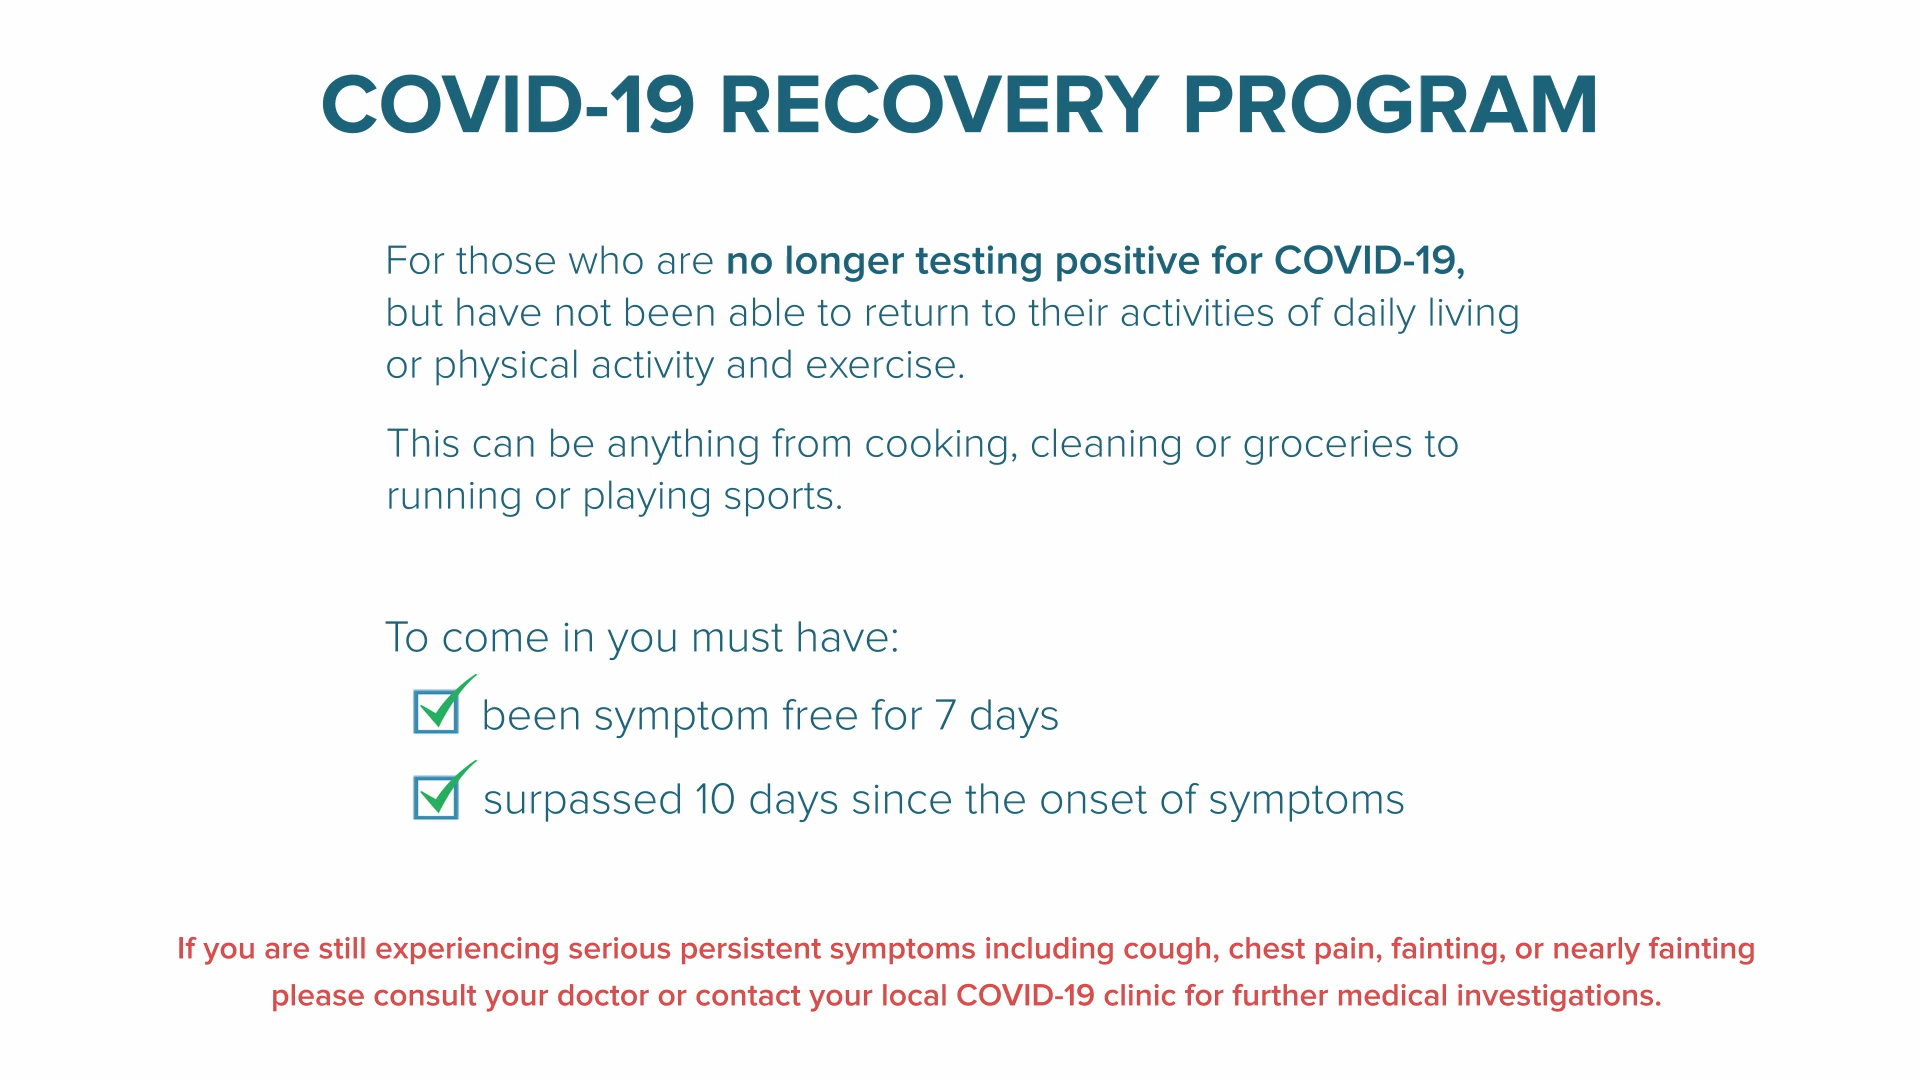 COVID-19 RECOVERY PROGRAM
For those who are no longer testing positive for COVID-19,
but have not been able to return to their activities of daily living
or physical activity and exercise.
This can be anything from cooking, cleaning or groceries to
running or playing sports.
To come in you must have:
been symptom free for 7 days
surpassed 10 days since the onset of symptoms
If you are still experiencing serious persistent symptoms including cough, chest pain, fainting, or nearly fainting
please consult your doctor or contact your local COVID-19 clinic for further medical investigations.